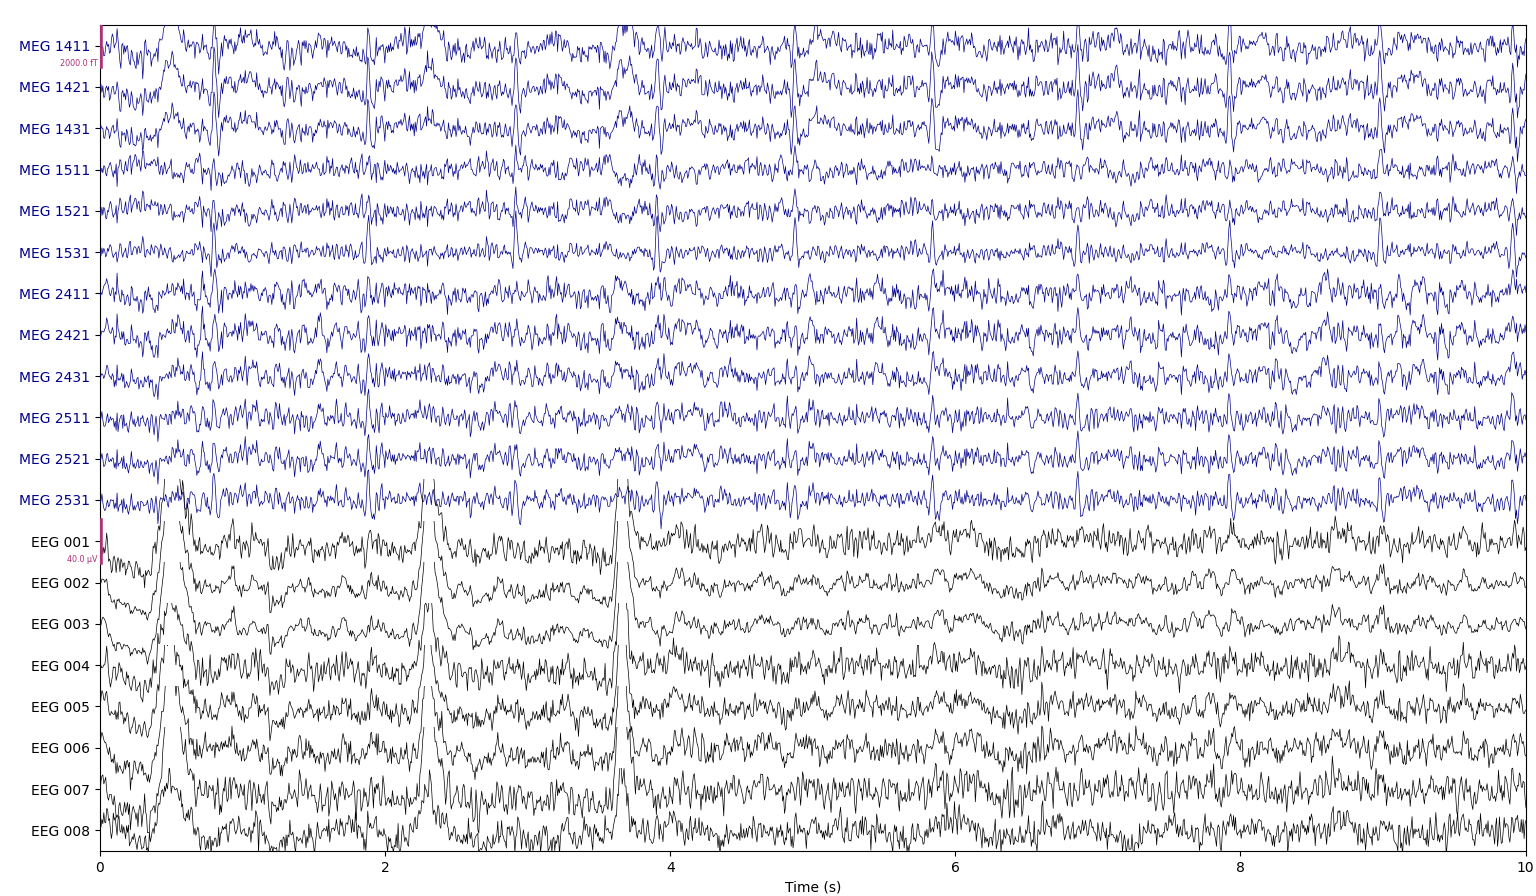 MEG 1411
2000.0 fT
MEG 1421
MEG 1431
MEG 1511
MEG 1521
MEG 1531
MEG 2411
MEG 2421
MEG 2431
MEG 2511
MEG 2521
MEG 2531
EEG 001
40.0 µV
EEG 002
EEG 003
EEG 004
EEG 005
EEG 006
EEG 007
EEG 008
0 2 4 6 8 10
Time (s)